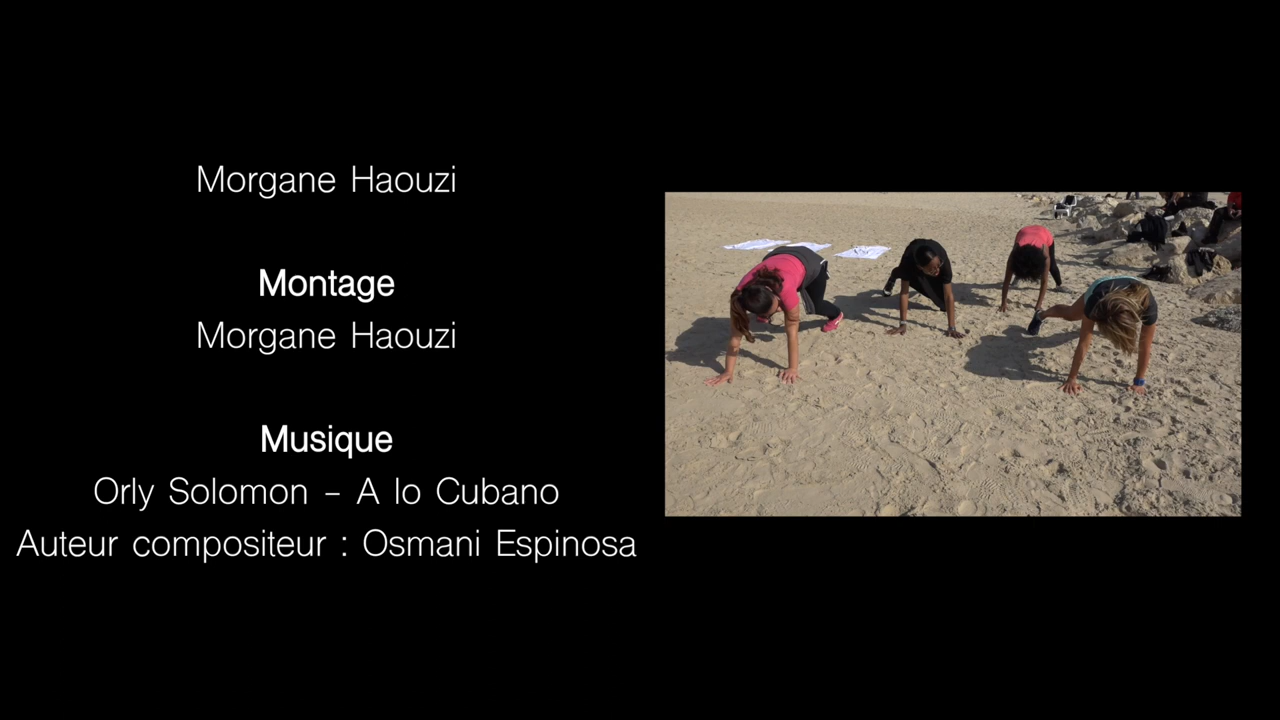 Morgane Haouzi
Montage
Morgane Haouzi
Musique
Orly Solomon - A lo Cubano
Auteur compositeur : Osmani Espinosa